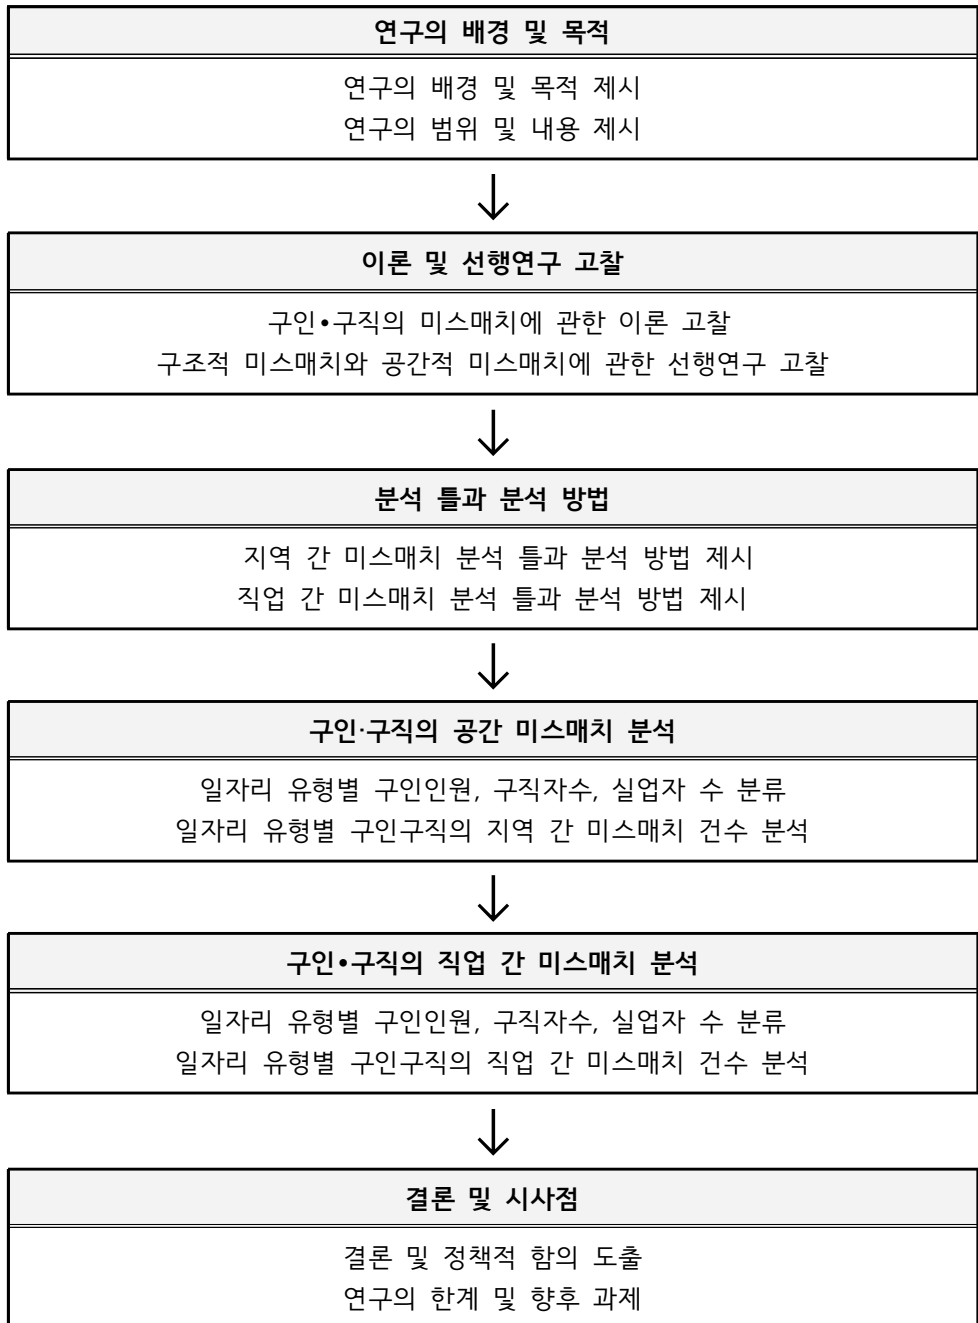 연구의 배경 및 목적
연구의 배경 및 목적 제시
연구의 범위 및 내용 제시
이론 및 선행연구 고찰
구인•구직의 미스매치에 관한 이론 고찰
구조적 미스매치와 공간적 미스매치에 관한 선행연구 고찰
분석 틀과 분석 방법
지역 간 미스매치 분석 틀과 분석 방법 제시
직업 간 미스매치 분석 틀과 분석 방법 제시
구인·구직의 공간 미스매치 분석
일자리 유형별 구인인원, 구직자수, 실업자 수 분류
일자리 유형별 구인구직의 지역 간 미스매치 건수 분석
구인•구직의 직업 간 미스매치 분석
일자리 유형별 구인인원, 구직자수, 실업자 수 분류
일자리 유형별 구인구직의 직업 간 미스매치 건수 분석
결론 및 시사점
결론 및 정책적 함의 도출
연구의 한계 및 향후 과제